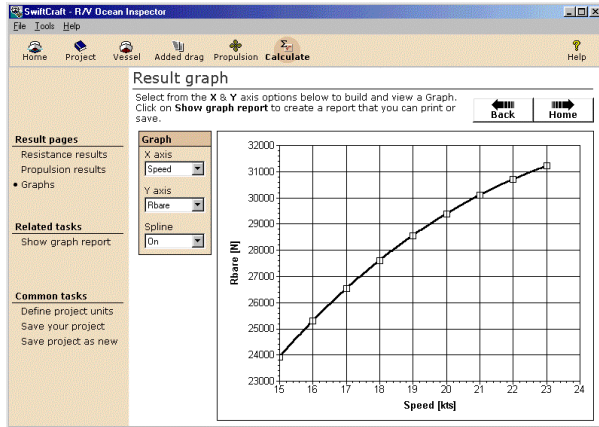 SwiftCraft - R/V Ocean Inspector
File Tools Help
Home Project Vessel Added drag Propulsion Calculate Help
Result graph
Select from the X & Y axis options below to build and view a Graph.
Click on Show graph report to create a report that you can print or
save.
Back Home
Result pages
Resistance results
Propulsion results
• Graphs
Related tasks
Show graph report
Common tasks
Define project units
Save your project
Save project as new
Graph
X axis
Speed
Y axis
Rbare
Spline
On
32000
31000
30000
29000
28000
27000
26000
25000
24000
23000
Rbare [N]
15 16 17 18 19 20 21 22 23 24
Speed [kts]